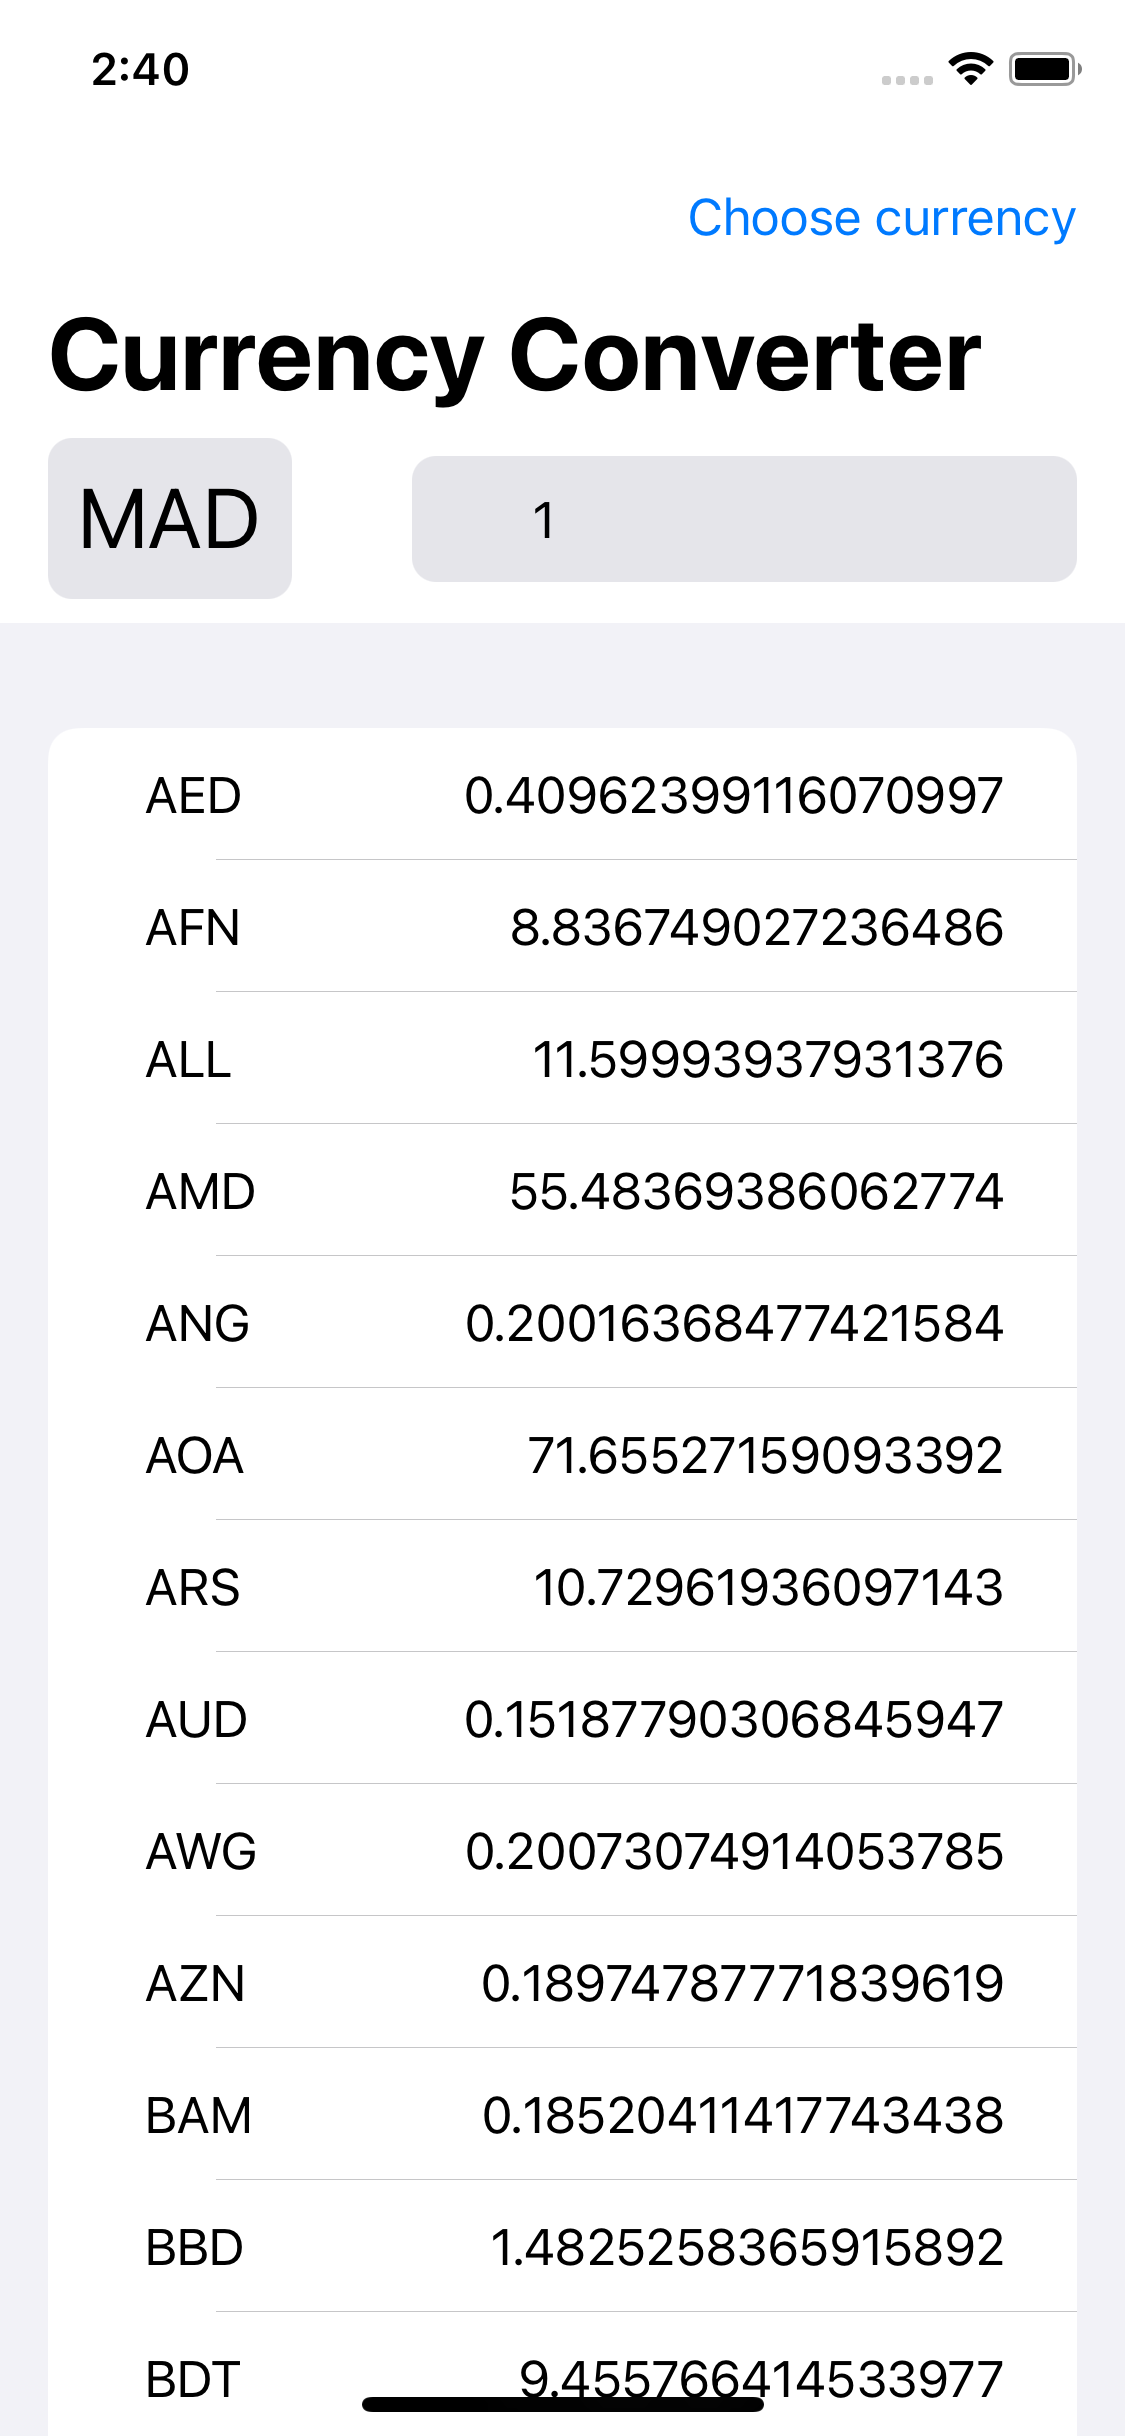 2:40
Choose currency
Currency Converter
MAD 1
AED 0.40962399116070997
AFN 8.836749027236486
ALL 11.59993937931376
AMD 55.48369386062774
ANG 0.20016368477421584
AOA 71.65527159093392
ARS 10.72961936097143
AUD 0.15187790306845947
AWG 0.20073074914053785
AZN 0.18974787771839619
BAM 0.18520411417743438
BBD 1.4825258365915892
BDT 9.455766414533977